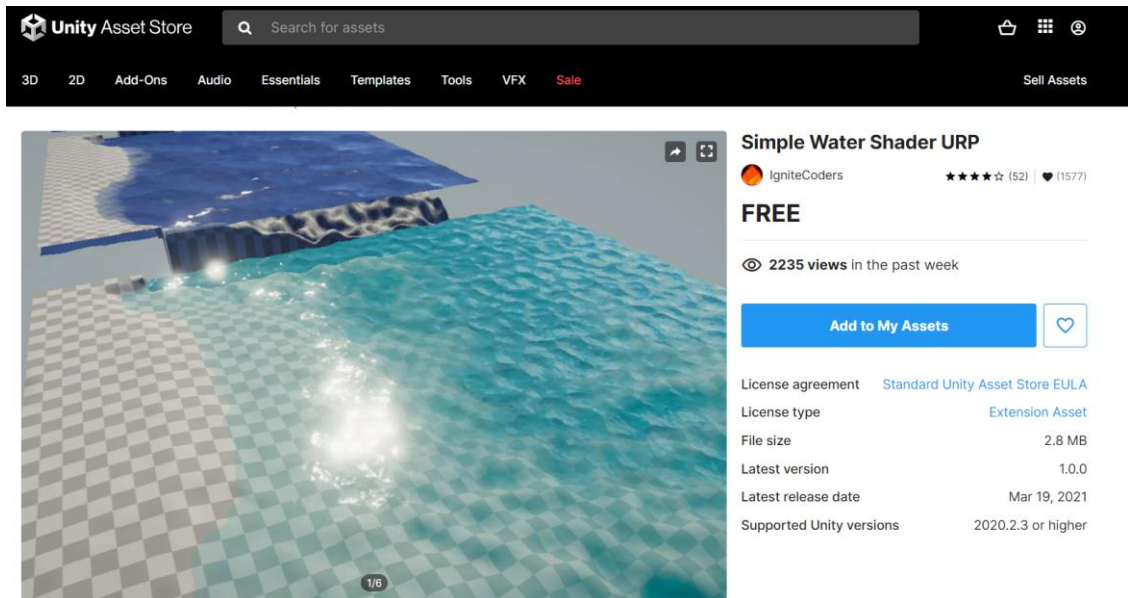 Unity Asset Store
Search for assets
3D 2D Add-Ons Audio Essentials Templates Tools VFX Sale Sell Assets
Simple Water Shader URP
IgniteCoders ★★★★☆ (52) | ♥ (1577)
FREE
2235 views in the past week
Add to My Assets
License agreement Standard Unity Asset Store EULA
License type Extension Asset
File size 2.8 MB
Latest version 1.0.0
Latest release date Mar 19, 2021
Supported Unity versions 2020.2.3 or higher
1/6